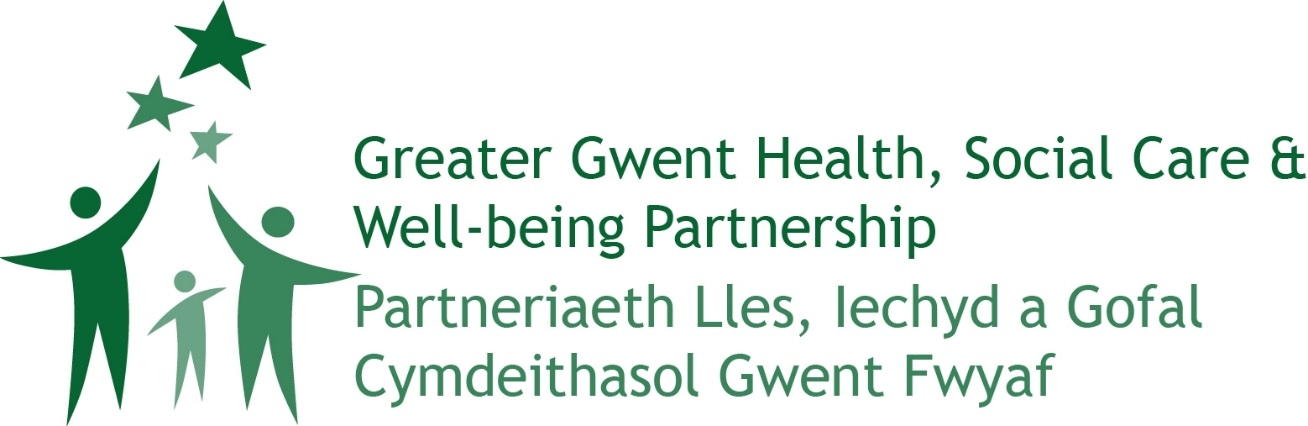 Greater Gwent Health, Social Care &
Well-being Partnership
Partneriaeth Lles, Iechyd a Gofal
Cymdeithasol Gwent Fwyaf